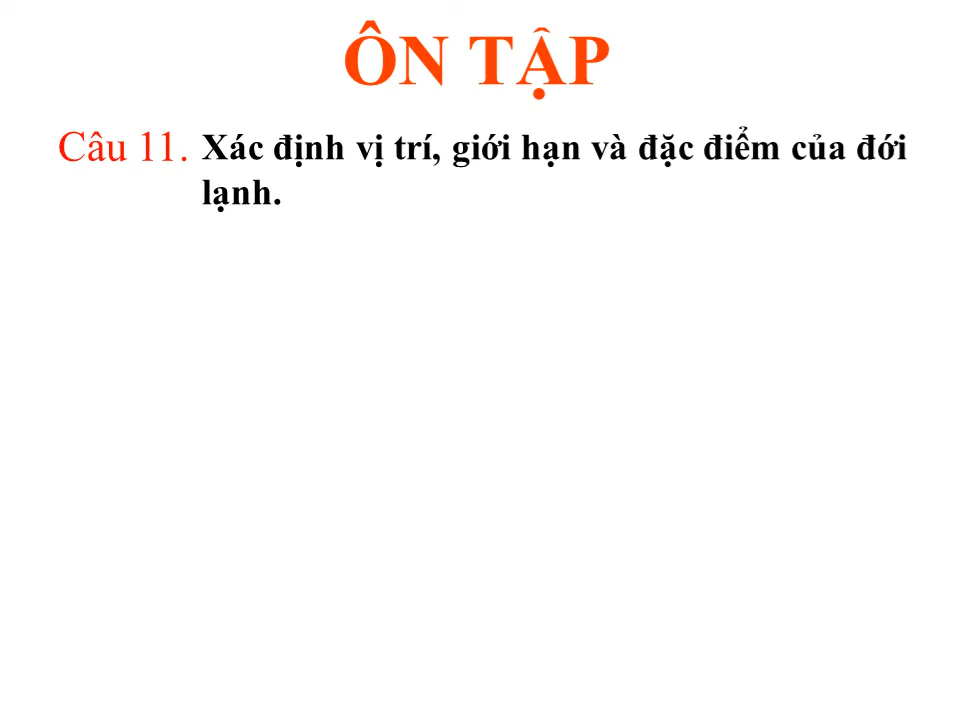 ÔN TẬP
Câu 11. Xác định vị trí, giới hạn và đặc điểm của đới
lạnh.